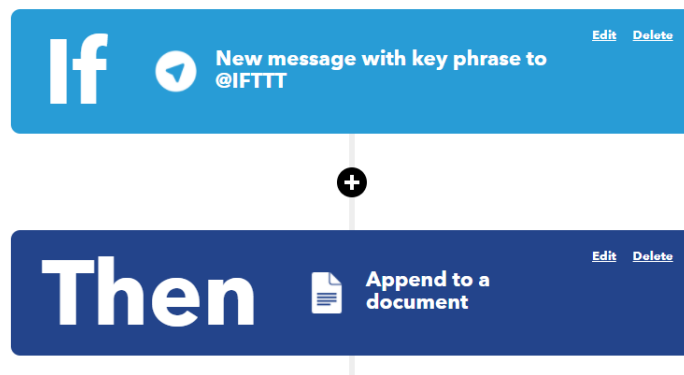 If
New message with key phrase to
@IFTTT
Edit Delete
Then
Append to a
document
Edit Delete